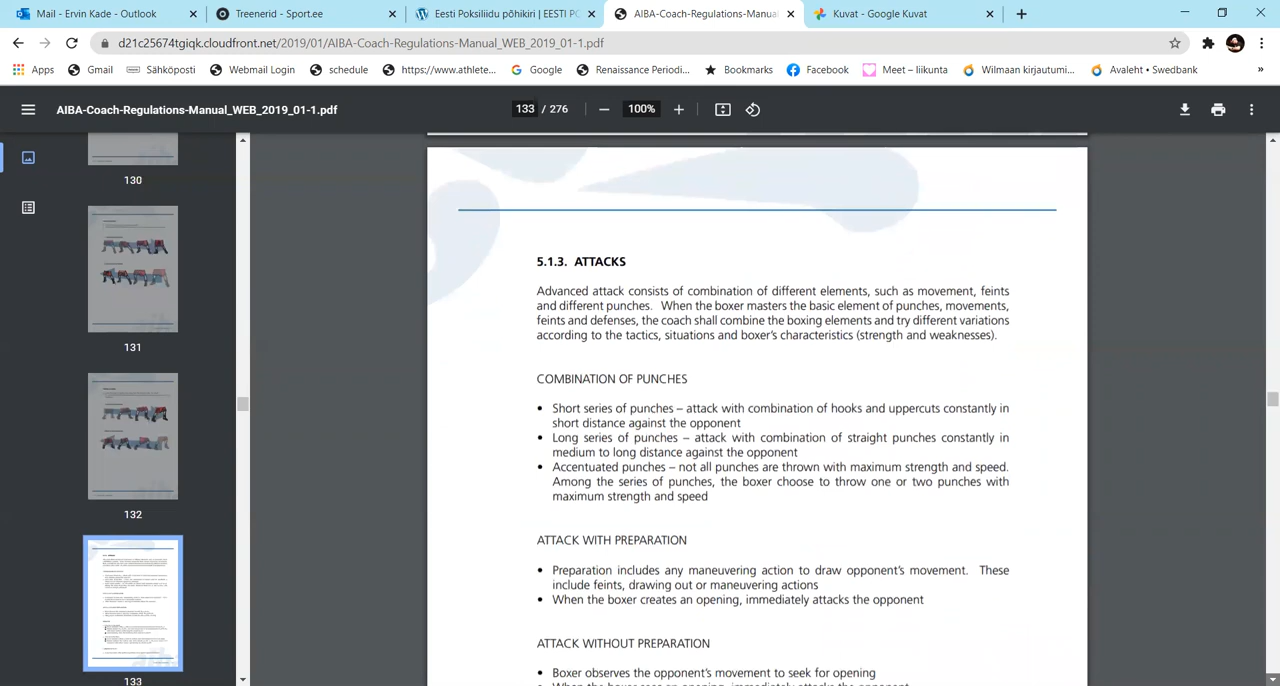 Mail - Ervin Kade - Outlook
Treenerid - Sport.ee
Eesti Poksiliidu põhikiri | EESTI PO
AIBA-Coach-Regulations-Manual
Kuvat - Google Kuvat
d21c25674tgiqk.cloudfront.net/2019/01/AIBA-Coach-Regulations-Manual_WEB_2019_01-1.pdf
Apps
Gmail
Sähköposti
Webmail Login
schedule
https://www.athlete...
Google
Renaissance Periodi...
Bookmarks
Facebook
Meet – liikunta
Wilmaan kirjautumi...
Avaleht • Swedbank
»
AIBA-Coach-Regulations-Manual_WEB_2019_01-1.pdf
133 / 276
100%
130
131
132
133
5.1.3. ATTACKS
Advanced attack consists of combination of different elements, such as movement, feints
and different punches. When the boxer masters the basic element of punches, movements,
feints and defenses, the coach shall combine the boxing elements and try different variations
according to the tactics, situations and boxer's characteristics (strength and weaknesses).
COMBINATION OF PUNCHES
• Short series of punches – attack with combination of hooks and uppercuts constantly in
short distance against the opponent
• Long series of punches – attack with combination of straight punches constantly in
medium to long distance against the opponent
• Accentuated punches – not all punches are thrown with maximum strength and speed.
Among the series of punches, the boxer choose to throw one or two punches with
maximum strength and speed
ATTACK WITH PREPARATION
Preparation includes any maneuvering action to draw opponent's movement. These
include feints, drawing out or maneuvering actions
When the boxer creates an opening, immediately attacks the opponent
ATTACK WITHOUT PREPARATION
• Boxer observes the opponent's movement to seek for opening
• When the boxer sees an opening, immediately attacks the opponent